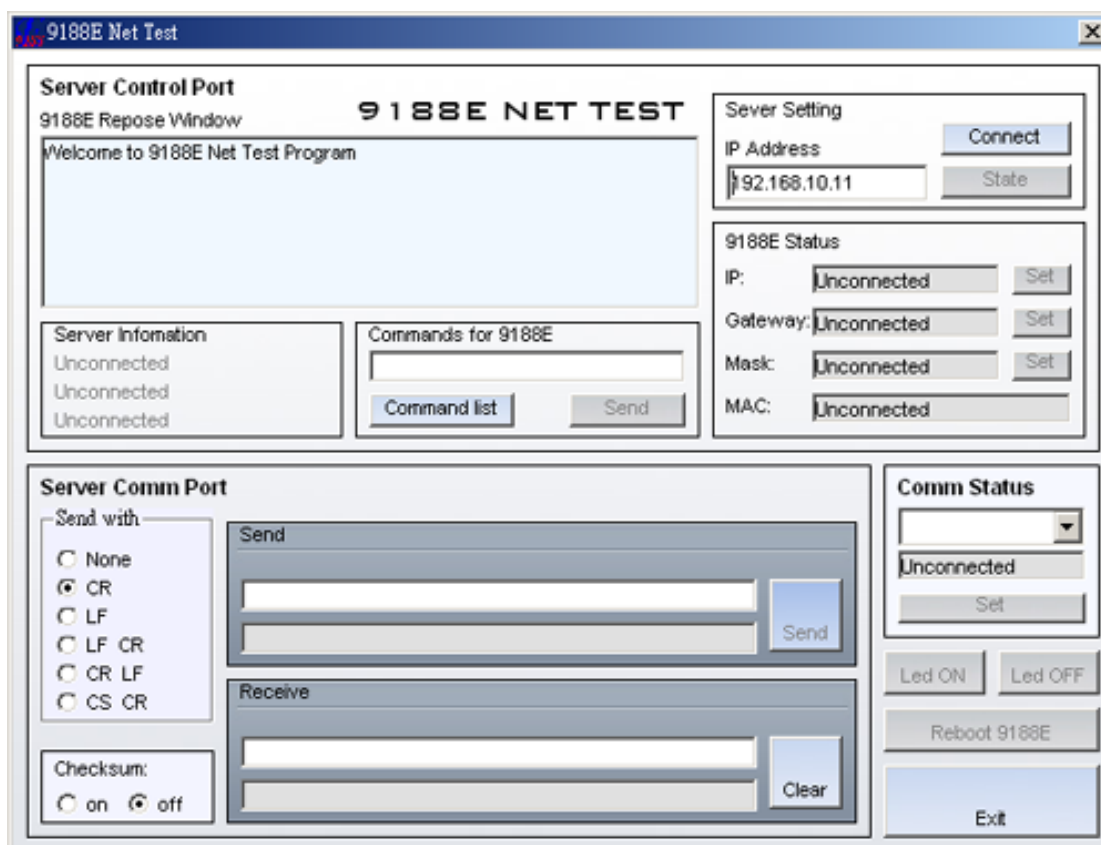 9188E Net Test
Server Control Port
9188E Repose Window
9188E NET TEST
Welcome to 9188E Net Test Program
Sever Setting
IP Address
Connect
192.168.10.11
State
9188E Status
IP: Unconnected Set
Gateway: Unconnected Set
Mask: Unconnected Set
MAC: Unconnected
Server Infomation
Unconnected
Unconnected
Unconnected
Commands for 9188E
Command list
Send
Server Comm Port
Send with
None
CR
LF
LF CR
CR LF
CS CR
Checksum:
on off
Send
Send
Receive
Clear
Comm Status
Unconnected
Set
Led ON Led OFF
Reboot 9188E
Exit